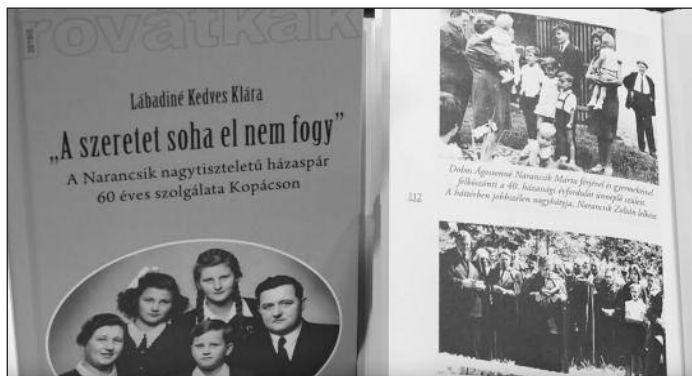 rovátkák
Lábadiné Kedves Klára
„A szeretet soha el nem fogy”
A Narancsik nagytiszteletű házaspár
60 éves szolgálata Kopácson
Dobos Ágostonné Narancsik Márta férjével és gyermekeivel
felköszönti a 40. házassági évfordulót ünneplő szüleit.
A háttérben jobbszélen nagybátyja, Narancsik Zoltán lelkész
112